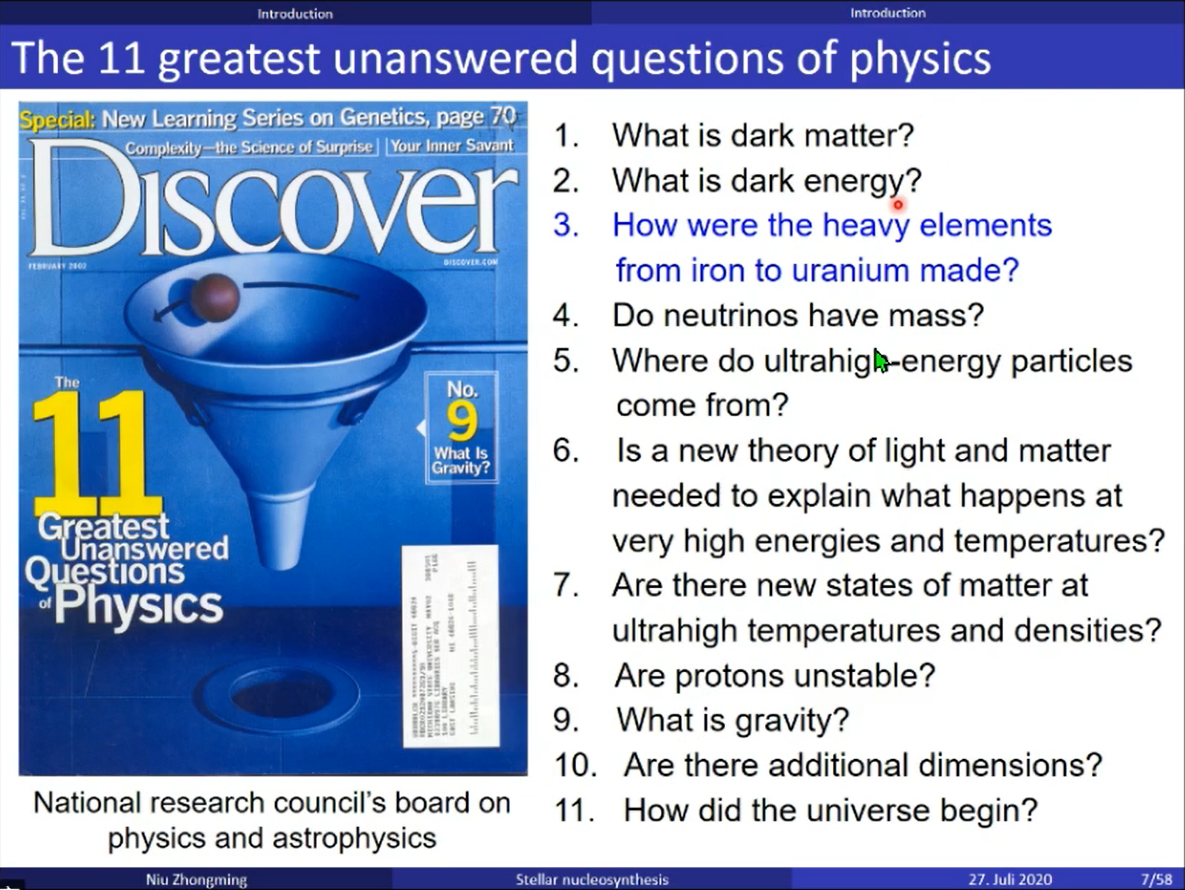 Introduction
Introduction
The 11 greatest unanswered questions of physics
Special: New Learning Series on Genetics, page 70
Complexity—the Science of Surprise | Your Inner Savant
DISCOVER
FEBRUARY 2002
DISCOVER.COM
The
11
Greatest
Unanswered
Questions
of Physics
No.
9
What Is
Gravity?
National research council's board on
physics and astrophysics
1. What is dark matter?
2. What is dark energy?
3. How were the heavy elements
from iron to uranium made?
4. Do neutrinos have mass?
5. Where do ultrahigh-energy particles
come from?
6. Is a new theory of light and matter
needed to explain what happens at
very high energies and temperatures?
7. Are there new states of matter at
ultrahigh temperatures and densities?
8. Are protons unstable?
9. What is gravity?
10. Are there additional dimensions?
11. How did the universe begin?
Niu Zhongming
Stellar nucleosynthesis
27. Juli 2020
7/58